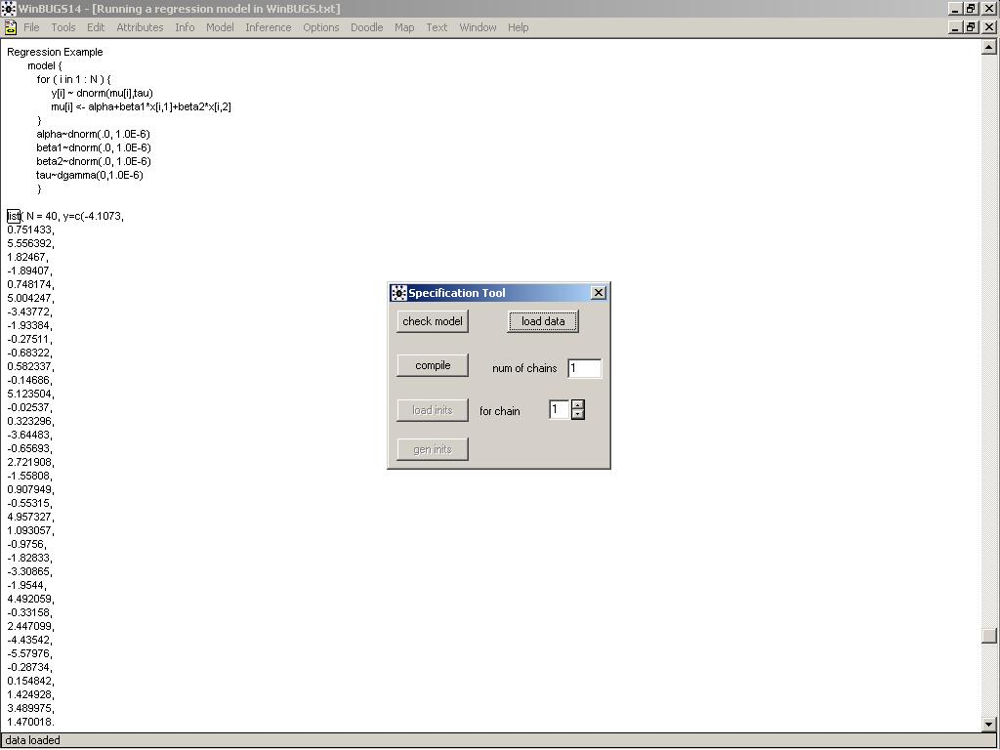 WinBUGS14 - [Running a regression model in WinBUGS.txt]
File Tools Edit Attributes Info Model Inference Options Doodle Map Text Window Help
Regression Example
model {
for ( i in 1 : N ) {
y[i] ~ dnorm(mu[i],tau)
mu[i] <- alpha+beta1*x[i,1]+beta2*x[i,2]
}
alpha~dnorm(.0, 1.0E-6)
beta1~dnorm(.0, 1.0E-6)
beta2~dnorm(.0, 1.0E-6)
tau~dgamma(0,1.0E-6)
}
list( N = 40, y=c(-4.1073,
0.751433,
5.556392,
1.82467,
-1.89407,
0.748174,
5.004247,
-3.43772,
-1.93384,
-0.27511,
-0.68322,
0.582337,
-0.14686,
5.123504,
-0.02537,
0.323296,
-3.64483,
-0.65693,
2.721908,
-1.55808,
0.907949,
-0.55315,
4.957327,
1.093057,
-0.9756,
-1.82833,
-3.30865,
-1.9544,
4.492059,
-0.33158,
2.447099,
-4.43542,
-5.57976,
-0.28734,
0.154842,
1.424928,
3.489975,
1.470018,
Specification Tool
check model load data
compile num of chains 1
load inits for chain 1
gen inits
data loaded